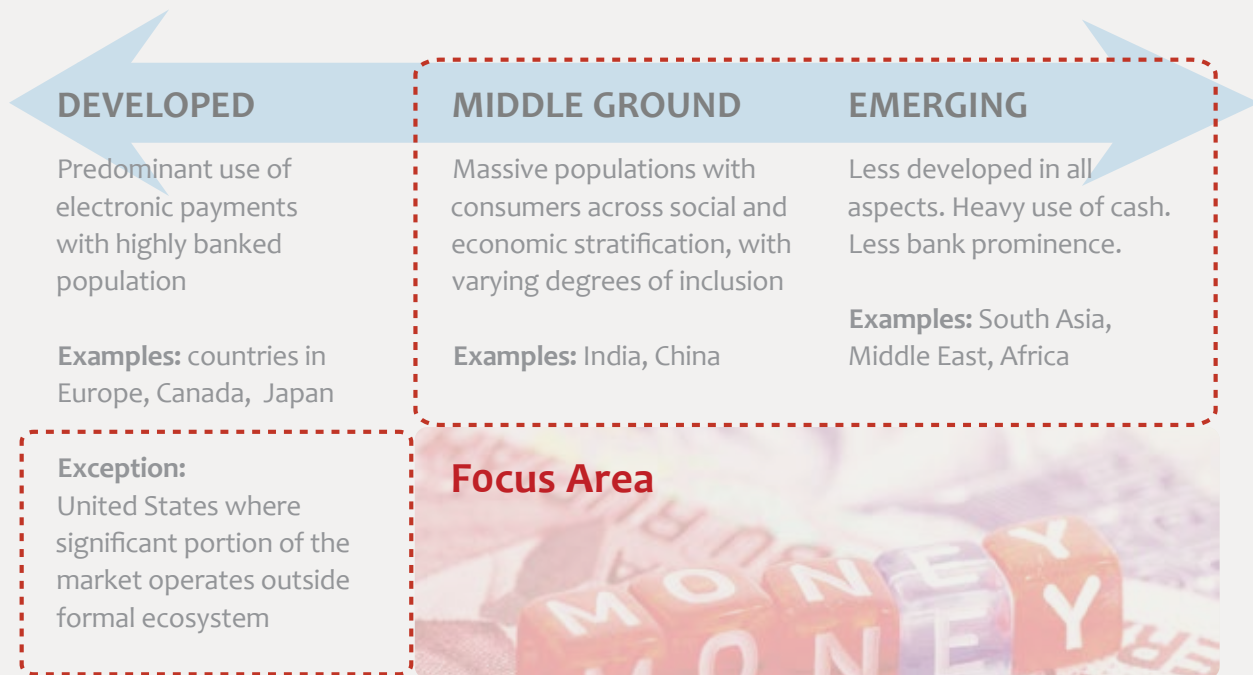 DEVELOPED
Predominant use of
electronic payments
with highly banked
population
Examples: countries in
Europe, Canada, Japan
Exception:
United States where
significant portion of the
market operates outside
formal ecosystem
MIDDLE GROUND
Massive populations with
consumers across social and
economic stratification, with
varying degrees of inclusion
Examples: India, China
EMERGING
Less developed in all
aspects. Heavy use of cash.
Less bank prominence.
Examples: South Asia,
Middle East, Africa
Focus Area
MONEY
MONEY